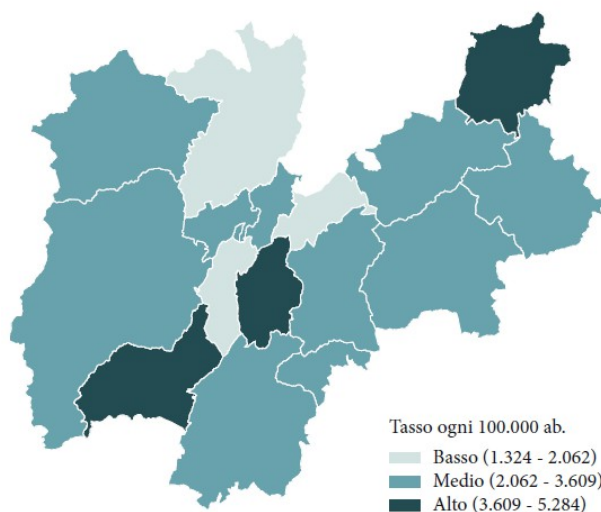 Tasso ogni 100.000 ab.
Basso (1.324 - 2.062)
Medio (2.062 - 3.609)
Alto (3.609 - 5.284)